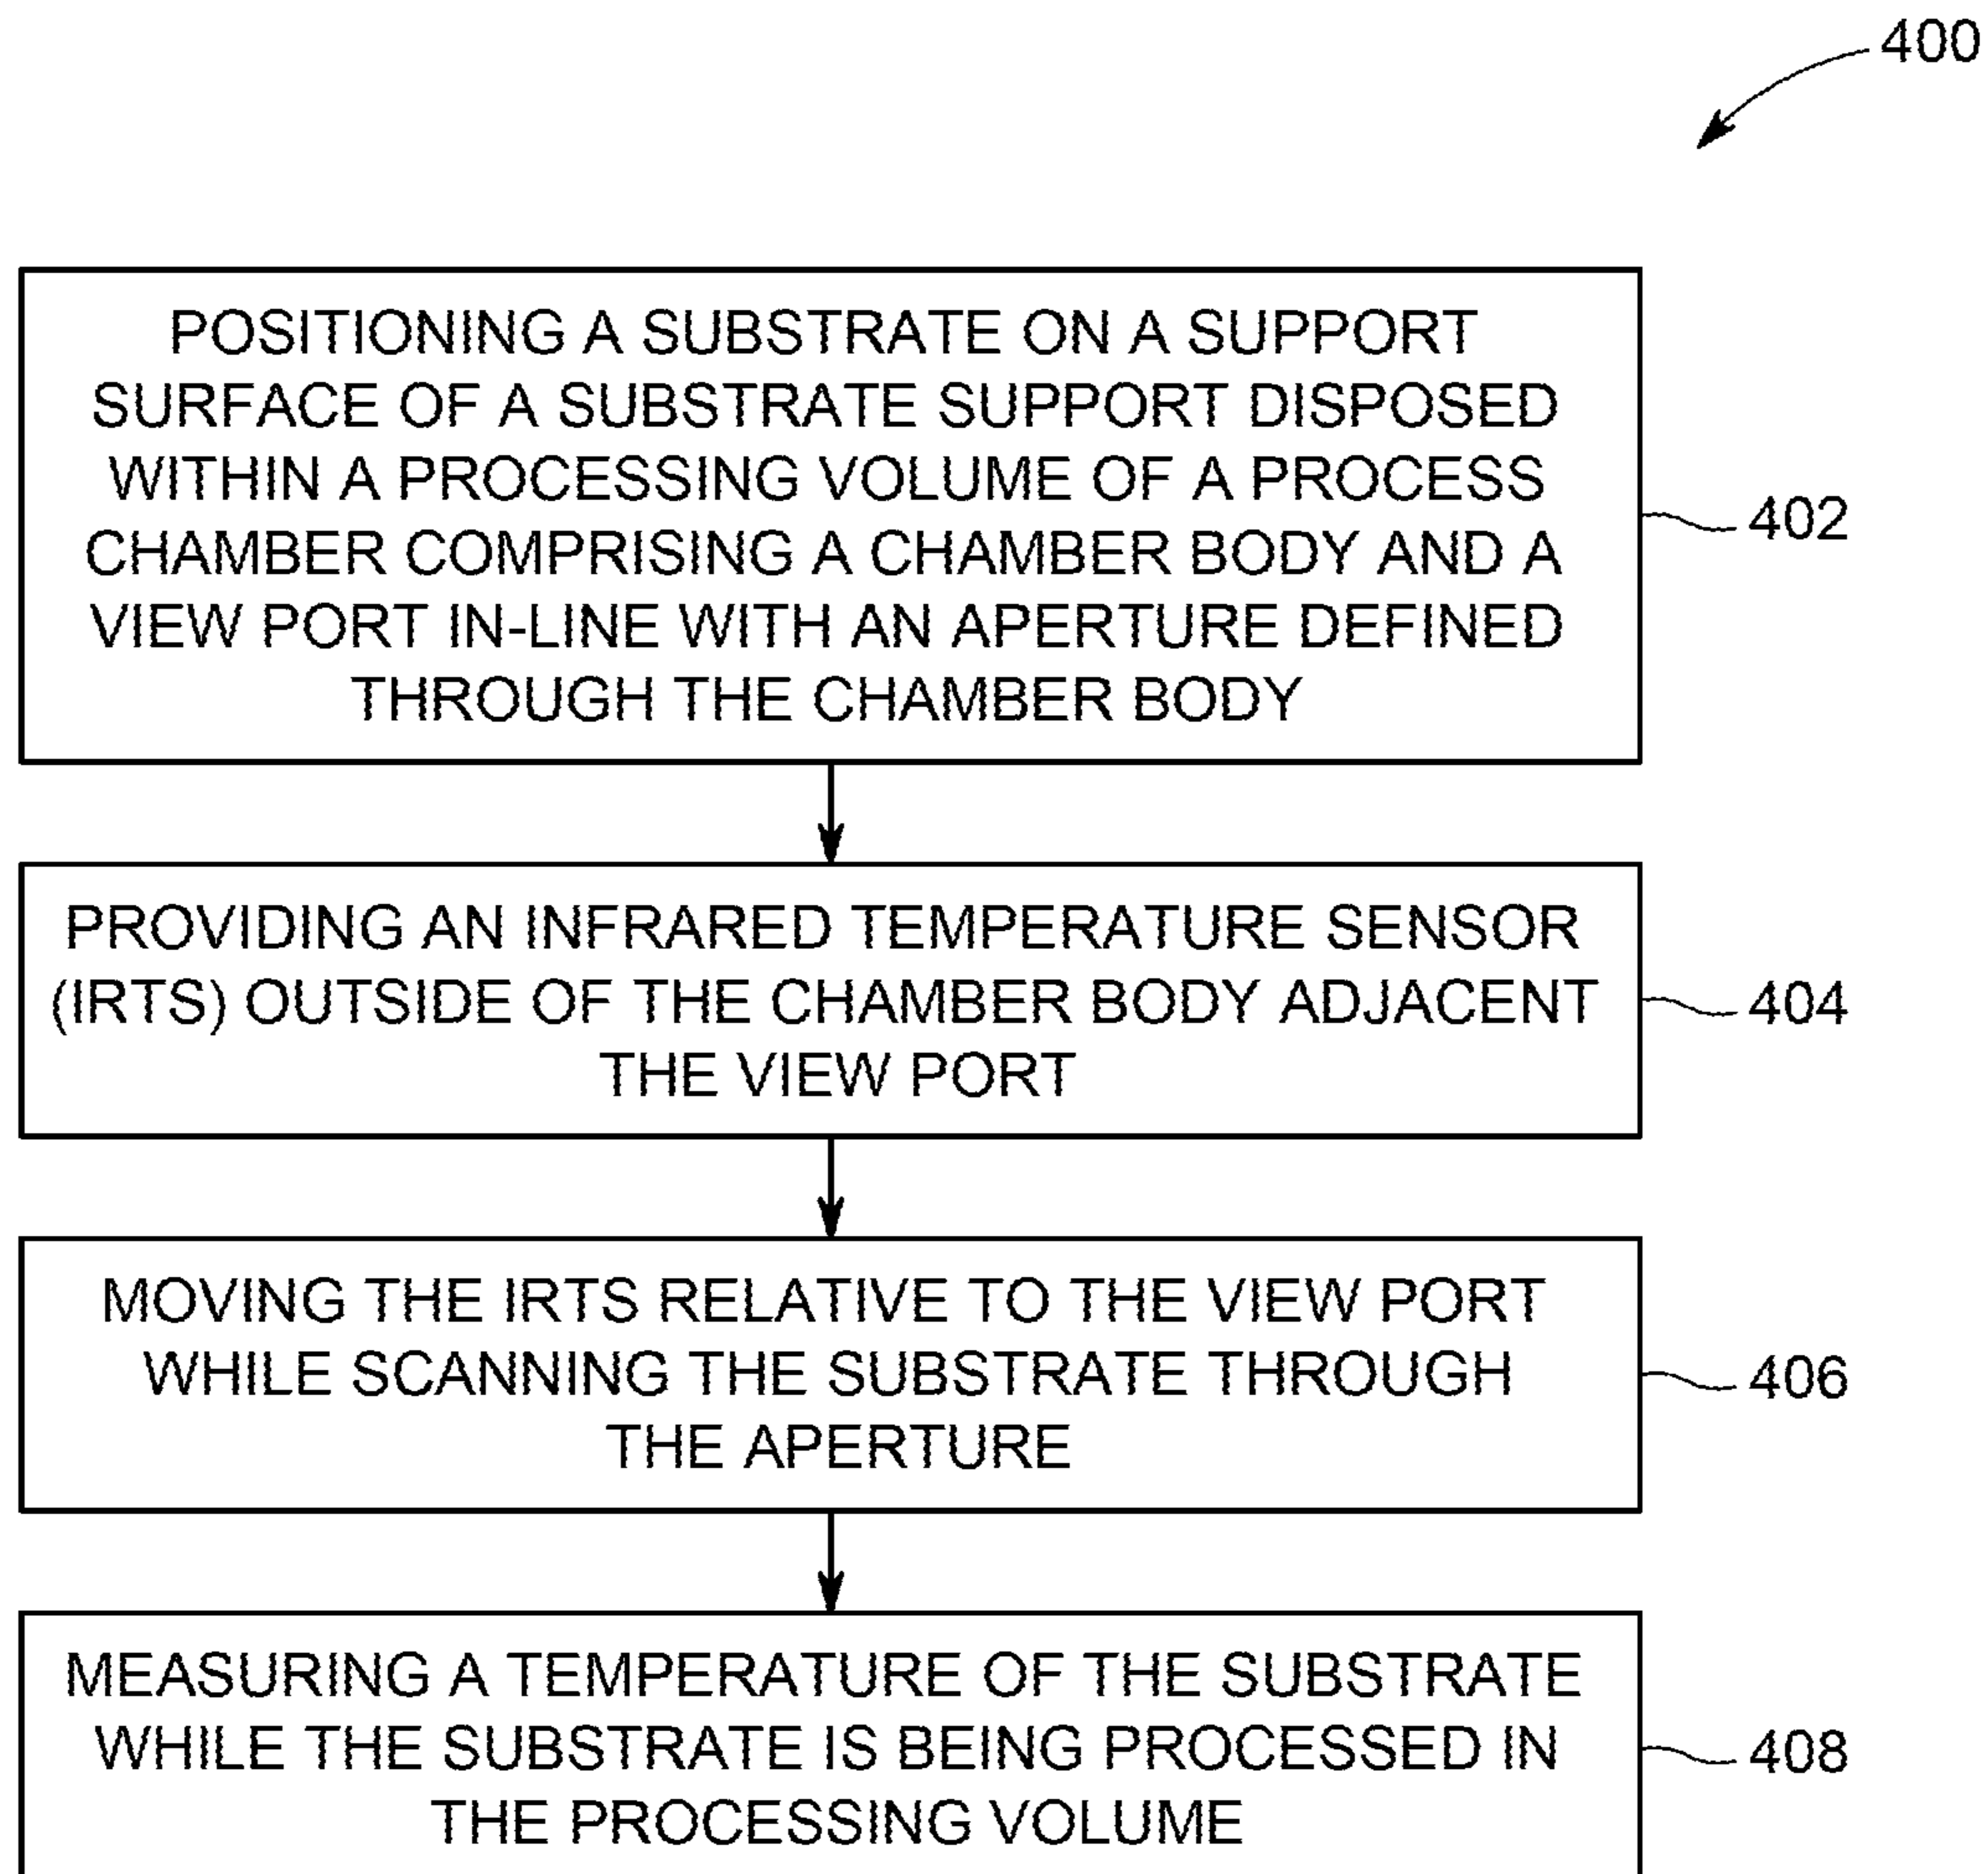 400
POSITIONING A SUBSTRATE ON A SUPPORT
SURFACE OF A SUBSTRATE SUPPORT DISPOSED
WITHIN A PROCESSING VOLUME OF A PROCESS
CHAMBER COMPRISING A CHAMBER BODY AND A
VIEW PORT IN-LINE WITH AN APERTURE DEFINED
THROUGH THE CHAMBER BODY
402
PROVIDING AN INFRARED TEMPERATURE SENSOR
(IRTS) OUTSIDE OF THE CHAMBER BODY ADJACENT
THE VIEW PORT
404
MOVING THE IRTS RELATIVE TO THE VIEW PORT
WHILE SCANNING THE SUBSTRATE THROUGH
THE APERTURE
406
MEASURING A TEMPERATURE OF THE SUBSTRATE
WHILE THE SUBSTRATE IS BEING PROCESSED IN
THE PROCESSING VOLUME
408